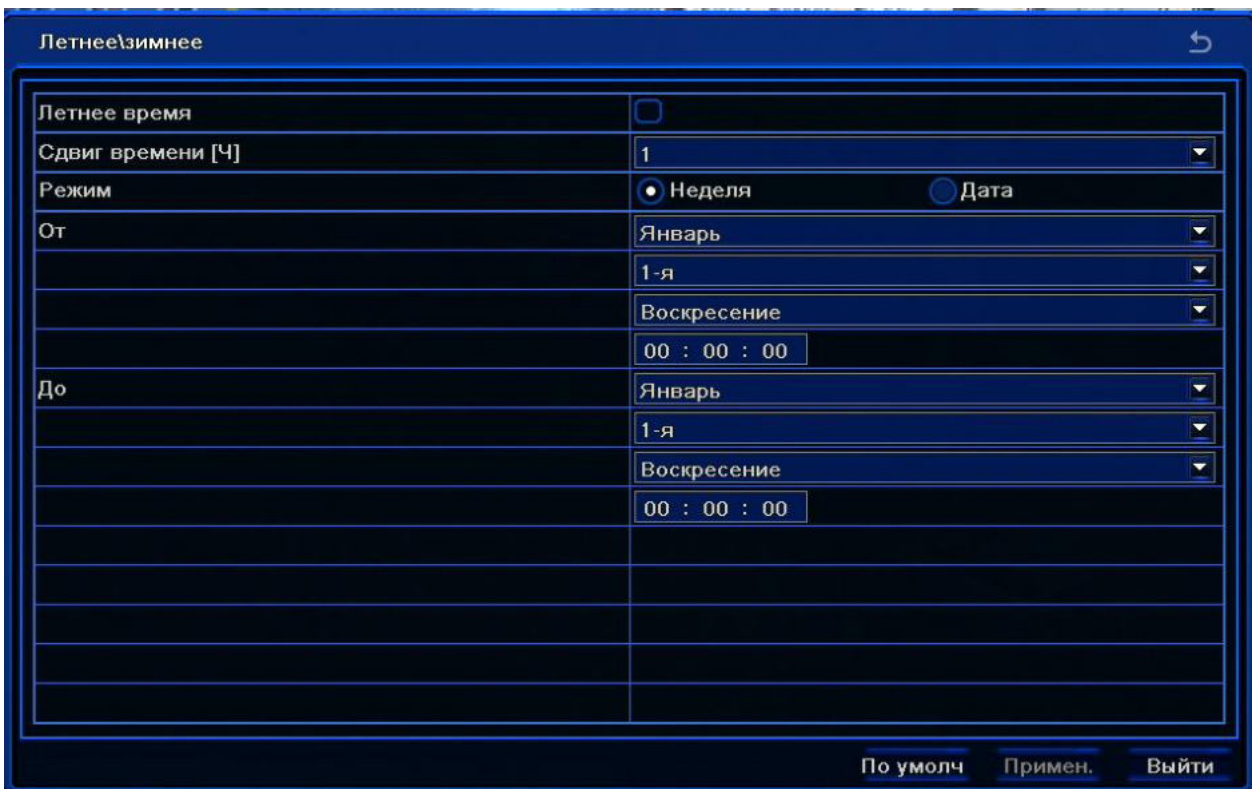 Летнее\зимнее
Летнее время
Сдвиг времени [Ч] 1
Режим Неделя Дата
От Январь
1-я
Воскресение
00 : 00 : 00
До Январь
1-я
Воскресение
00 : 00 : 00
По умолч Примен. Выйти